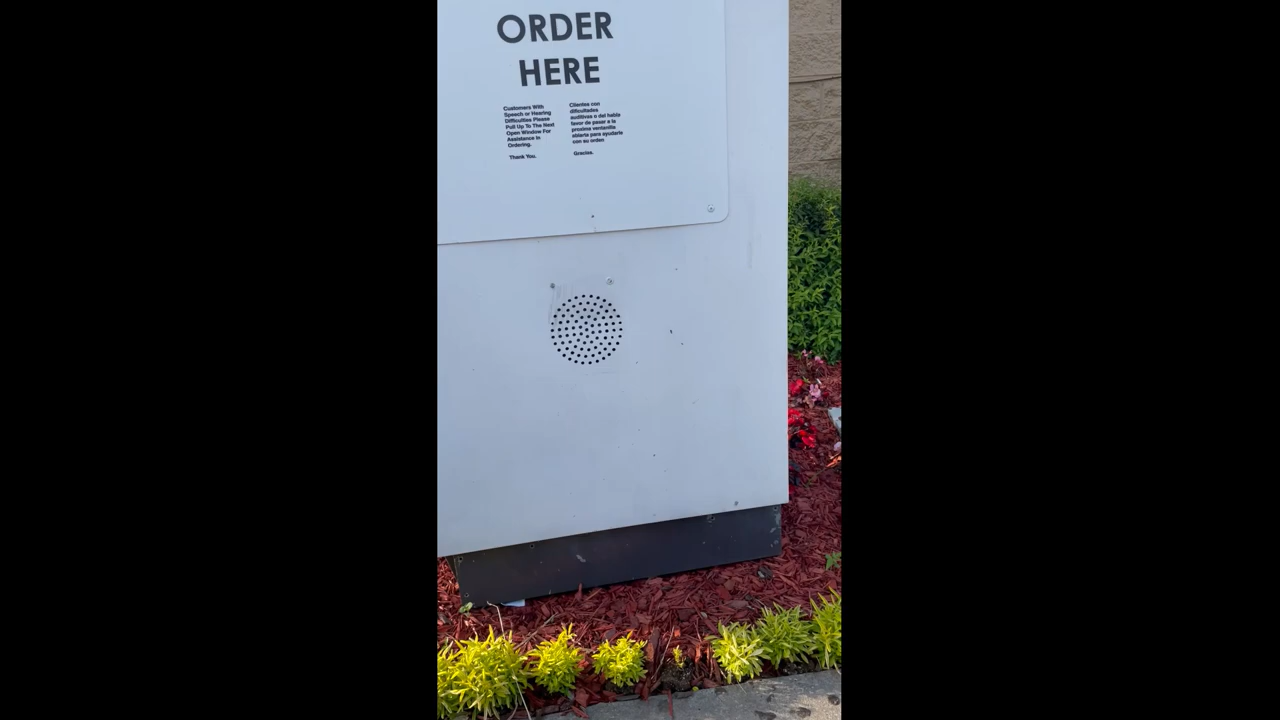 ORDER
HERE
Customers With
Speech or Hearing
Difficulties Please
Pull Up To The Next
Open Window For
Assistance In
Ordering.
Thank You.
Clientes con
dificultades
auditivas o del habla
favor de pasar a la
proxima ventanilla
abierta para ayudarle
con su orden
Gracias.